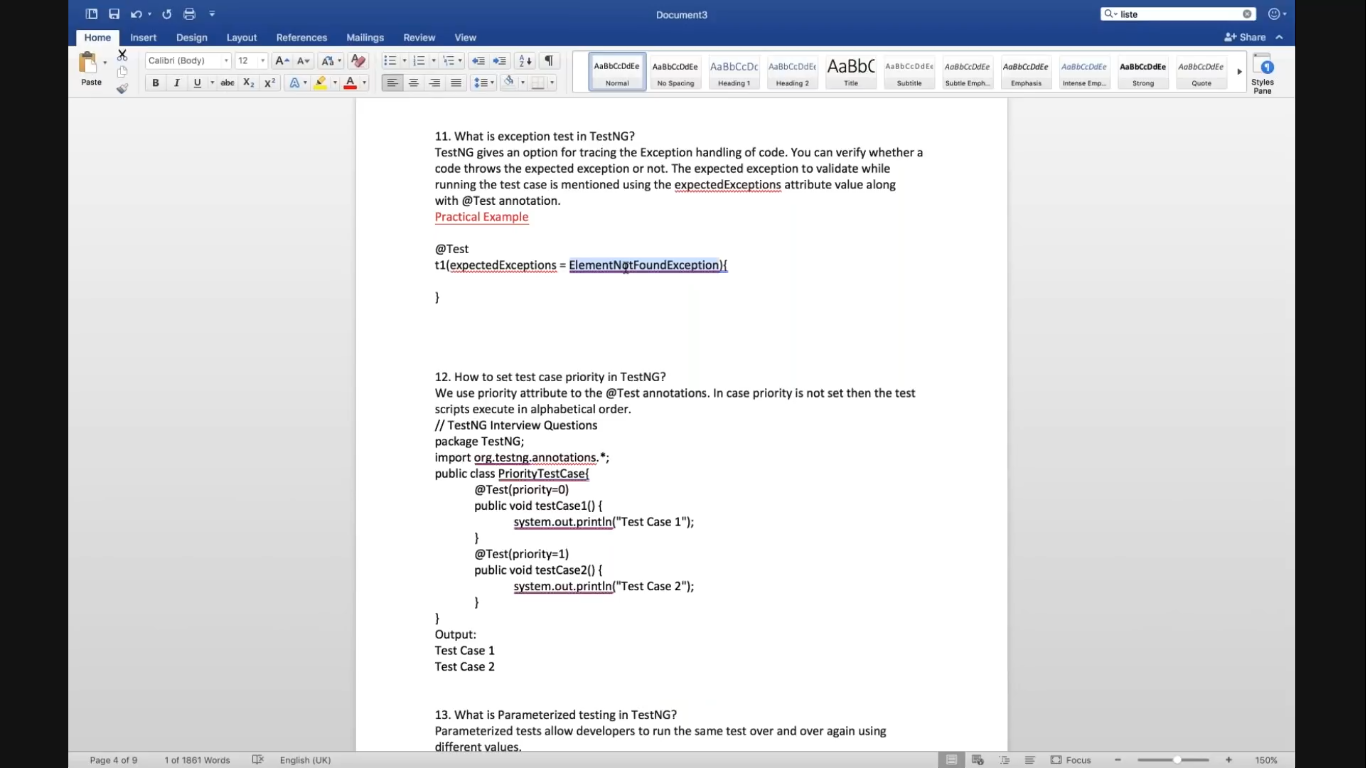 Document3
liste
Home Insert Design Layout References Mailings Review View
Share
Paste
Calibri (Body) 12
AaBbCcDdEe AaBbCcDdEe AaBbCcDc AaBbCcDdEe AaBbC AaBbCcDdEe AaBbCcDdEe AaBbCcDdEe AaBbCcDdEe AaBbCcDdEe AaBbCcDdEe
Normal No Spacing Heading 1 Heading 2 Title Subtitle Subtle Emph... Emphasis Intense Emp... Strong Quote
Styles
Pane
B I U abc X₂ X² A A
11. What is exception test in TestNG?
TestNG gives an option for tracing the Exception handling of code. You can verify whether a
code throws the expected exception or not. The expected exception to validate while
running the test case is mentioned using the expectedExceptions attribute value along
with @Test annotation.
Practical Example
@Test
t1(expectedExceptions = ElementNotFoundException){
}
12. How to set test case priority in TestNG?
We use priority attribute to the @Test annotations. In case priority is not set then the test
scripts execute in alphabetical order.
// TestNG Interview Questions
package TestNG;
import org.testng.annotations.*;
public class PriorityTestCase{
@Test(priority=0)
public void testCase1() {
system.out.println("Test Case 1");
}
@Test(priority=1)
public void testCase2() {
system.out.println("Test Case 2");
}
}
Output:
Test Case 1
Test Case 2
13. What is Parameterized testing in TestNG?
Parameterized tests allow developers to run the same test over and over again using
different values.
Page 4 of 9 1 of 1861 Words English (UK) Focus 150%